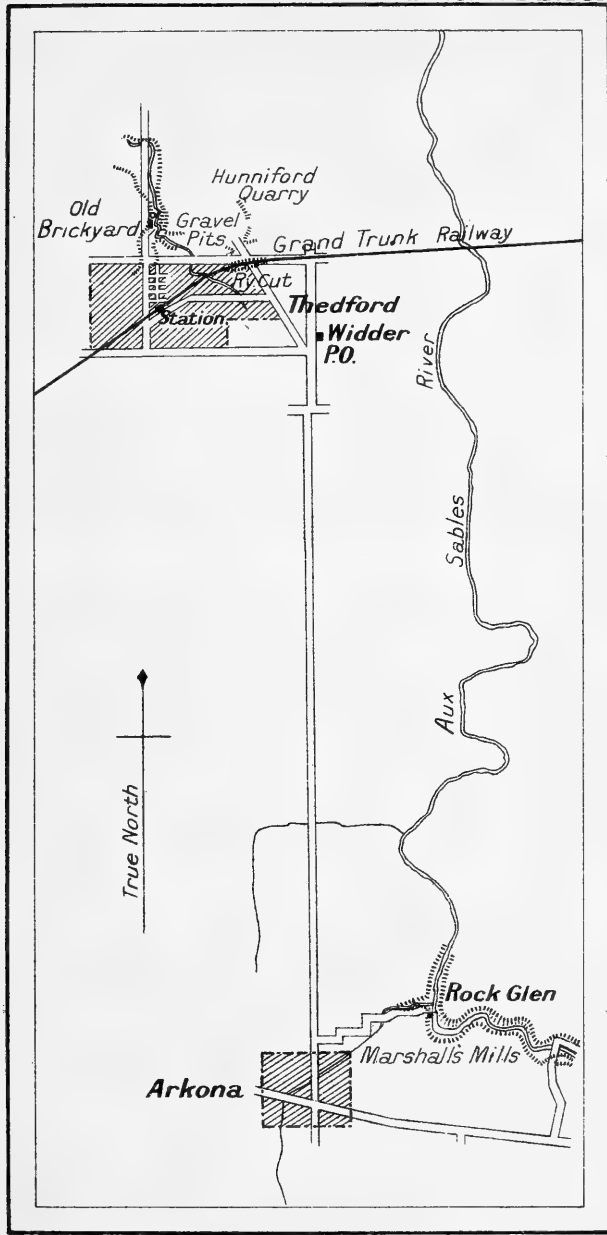 Hunniford
Quarry
Old
Brickyard
Gravel
Pits
Grand Trunk Railway
Ry Cut
Thedford
Station
Widder
P.O.
River
Sables
Aux
True North
Rock Glen
Marshalls Mills
Arkona